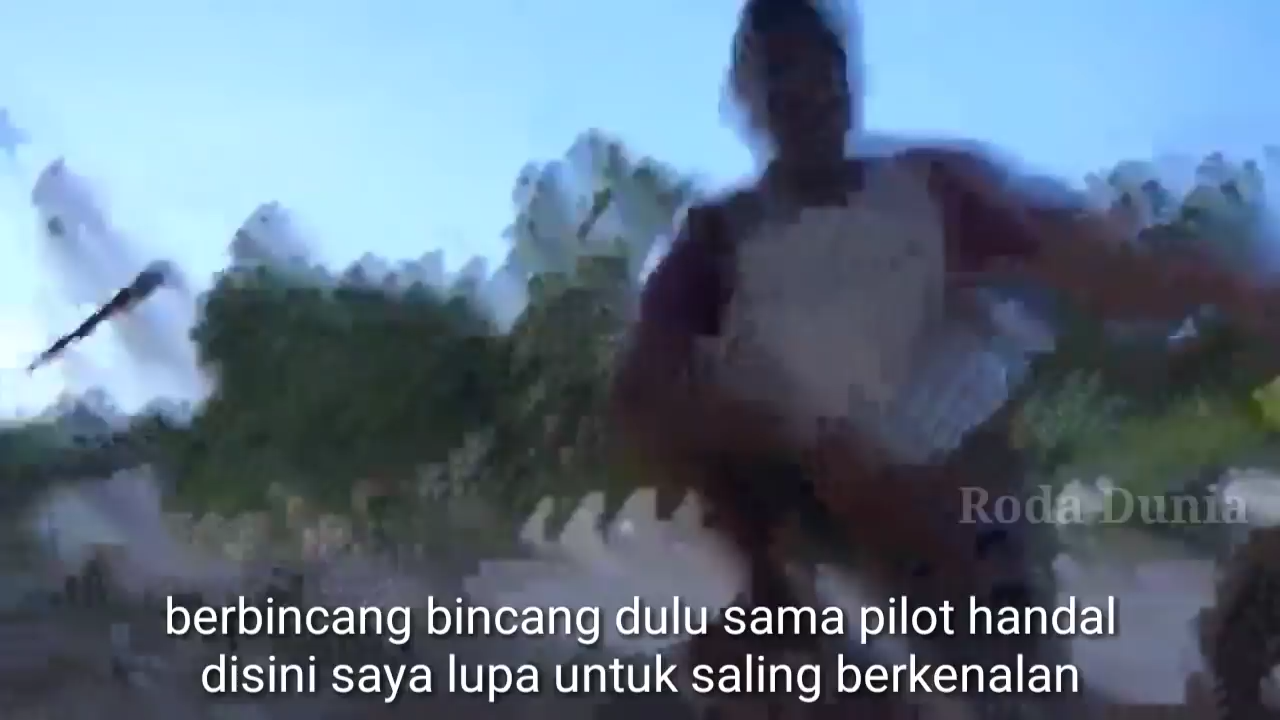 Roda Dunia
berbincang bincang dulu sama pilot handal
disini saya lupa untuk saling berkenalan